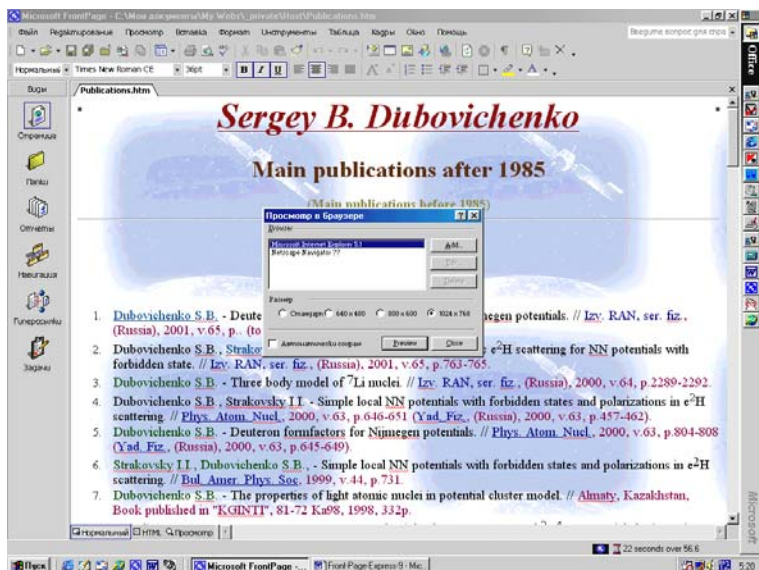 Microsoft FrontPage - C:\Мои документы\My Webs\_private\Host\Publications.htm
Файл Редактирование Просмотр Вставка Формат Инструменты Таблица Кадры Окно Помощь
Введите вопрос для спра
Нормальный Times New Roman CE 36pt
Виды
Publications.htm
Office
Страница
Папки
Отчёты
Навигация
Гиперссылки
Задачи
Sergey B. Dubovichenko
Main publications after 1985
(Main publications before 1985)
Просмотр в браузере
Browser
Microsoft Internet Explorer 5.1
Netscape Navigator ??
Add...
Delete
Размер
Стандарт 640 x 480 800 x 600 1024 x 768
Автоматически сохран Preview Close
1. Dubovichenko S.B. - Deute negen potentials. // Izv. RAN, ser. fiz.,
(Russia), 2001, v.65, p.. (to
2. Dubovichenko S.B., Strakov e²H scattering for NN potentials with
forbidden state. // Izv. RAN, ser. fiz., (Russia), 2001, v.65, p.763-765.
3. Dubovichenko S.B. - Three body model of ⁷Li nuclei. // Izv. RAN, ser. fiz., (Russia), 2000, v.64, p.2289-2292.
4. Dubovichenko S.B., Strakovsky I.I. - Simple local NN potentials with forbidden states and polarizations in e²H
scattering. // Phys. Atom. Nucl., 2000, v.63, p.646-651 (Yad. Fiz., (Russia), 2000, v.63, p.457-462).
5. Dubovichenko S.B. - Deuteron formfactors for Nijmegen potentials. // Phys. Atom. Nucl., 2000, v.63, p.804-808
(Yad. Fiz., (Russia), 2000, v.63, p.645-649).
6. Strakovsky I.I., Dubovichenko S.B., - Simple local NN potentials with forbidden states and polarizations in e²H
scattering. // Bul. Amer. Phys. Soc. 1999, v.44, p.731.
7. Dubovichenko S.B. - The properties of light atomic nuclei in potential cluster model. // Almaty, Kazakhstan,
Book published in "KGINTI", 81-72 Ka98, 1998, 332p.
Microsoft
Нормальный HTML Просмотр
22 seconds over 56.6
Пуск Microsoft FrontPage -... Front-Page-Express-9 - Mic... 5:20